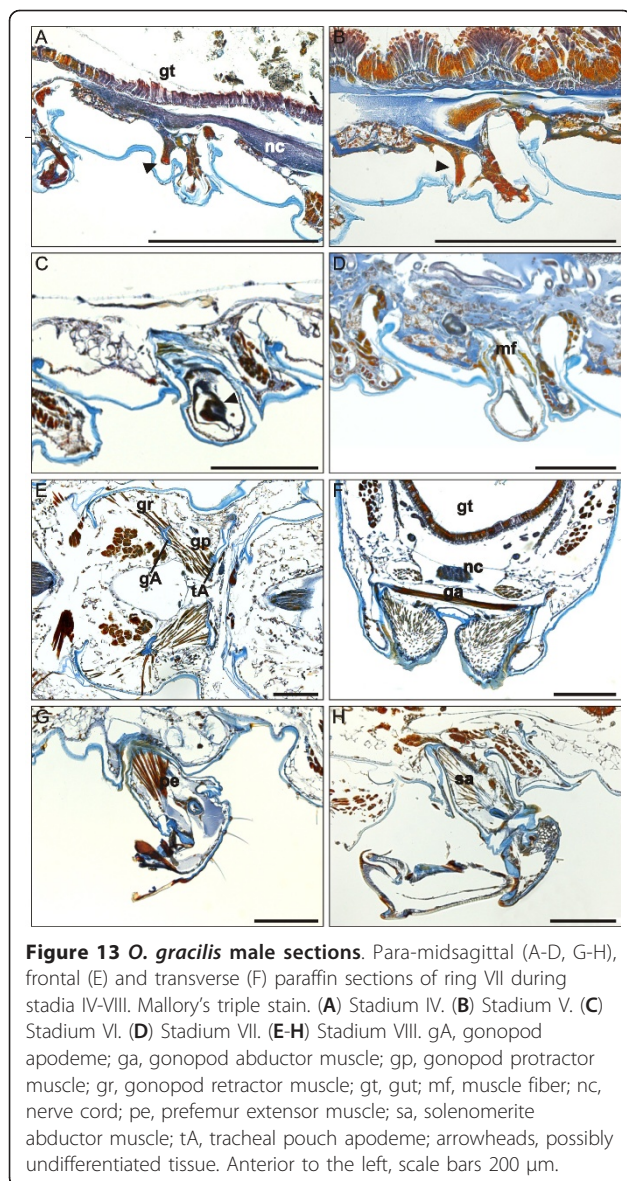 A
gt
nc
B
C
D
mf
E
gr
gp
gA
tA
F
gt
nc
ga
G
pe
H
sa
Figure 13 O. gracilis male sections. Para-midsagittal (A-D, G-H),
frontal (E) and transverse (F) paraffin sections of ring VII during
stadia IV-VIII. Mallory's triple stain. (A) Stadium IV. (B) Stadium V. (C)
Stadium VI. (D) Stadium VII. (E-H) Stadium VIII. gA, gonopod
apodeme; ga, gonopod abductor muscle; gp, gonopod protractor
muscle; gr, gonopod retractor muscle; gt, gut; mf, muscle fiber; nc,
nerve cord; pe, prefemur extensor muscle; sa, solenomerite
abductor muscle; tA, tracheal pouch apodeme; arrowheads, possibly
undifferentiated tissue. Anterior to the left, scale bars 200 μm.